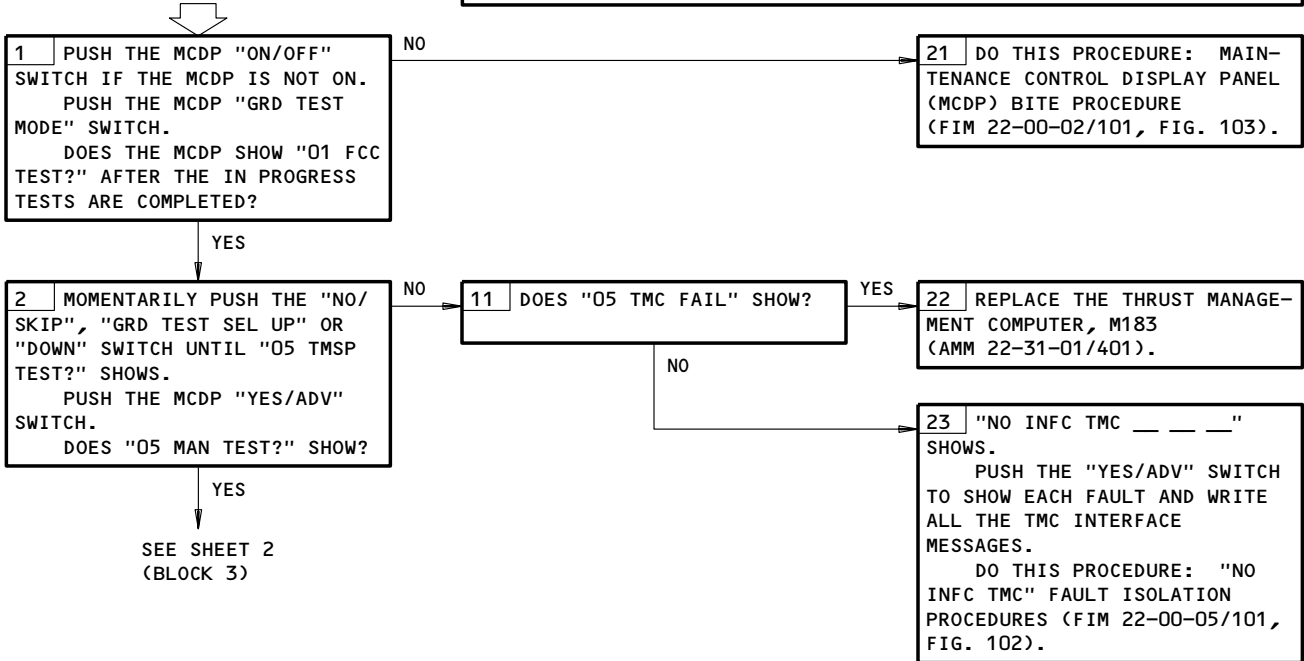 1 PUSH THE MCDP "ON/OFF"
SWITCH IF THE MCDP IS NOT ON.
PUSH THE MCDP "GRD TEST
MODE" SWITCH.
DOES THE MCDP SHOW "01 FCC
TEST?" AFTER THE IN PROGRESS
TESTS ARE COMPLETED?
NO
21 DO THIS PROCEDURE: MAIN-
TENANCE CONTROL DISPLAY PANEL
(MCDP) BITE PROCEDURE
(FIM 22-00-02/101, FIG. 103).
YES
2 MOMENTARILY PUSH THE "NO/
SKIP", "GRD TEST SEL UP" OR
"DOWN" SWITCH UNTIL "05 TMSP
TEST?" SHOWS.
PUSH THE MCDP "YES/ADV"
SWITCH.
DOES "05 MAN TEST?" SHOW?
NO
11 DOES "05 TMC FAIL" SHOW?
YES
22 REPLACE THE THRUST MANAGE-
MENT COMPUTER, M183
(AMM 22-31-01/401).
NO
23 "NO INFC TMC __ __ __"
SHOWS.
PUSH THE "YES/ADV" SWITCH
TO SHOW EACH FAULT AND WRITE
ALL THE TMC INTERFACE
MESSAGES.
DO THIS PROCEDURE: "NO
INFC TMC" FAULT ISOLATION
PROCEDURES (FIM 22-00-05/101,
FIG. 102).
YES
SEE SHEET 2
(BLOCK 3)